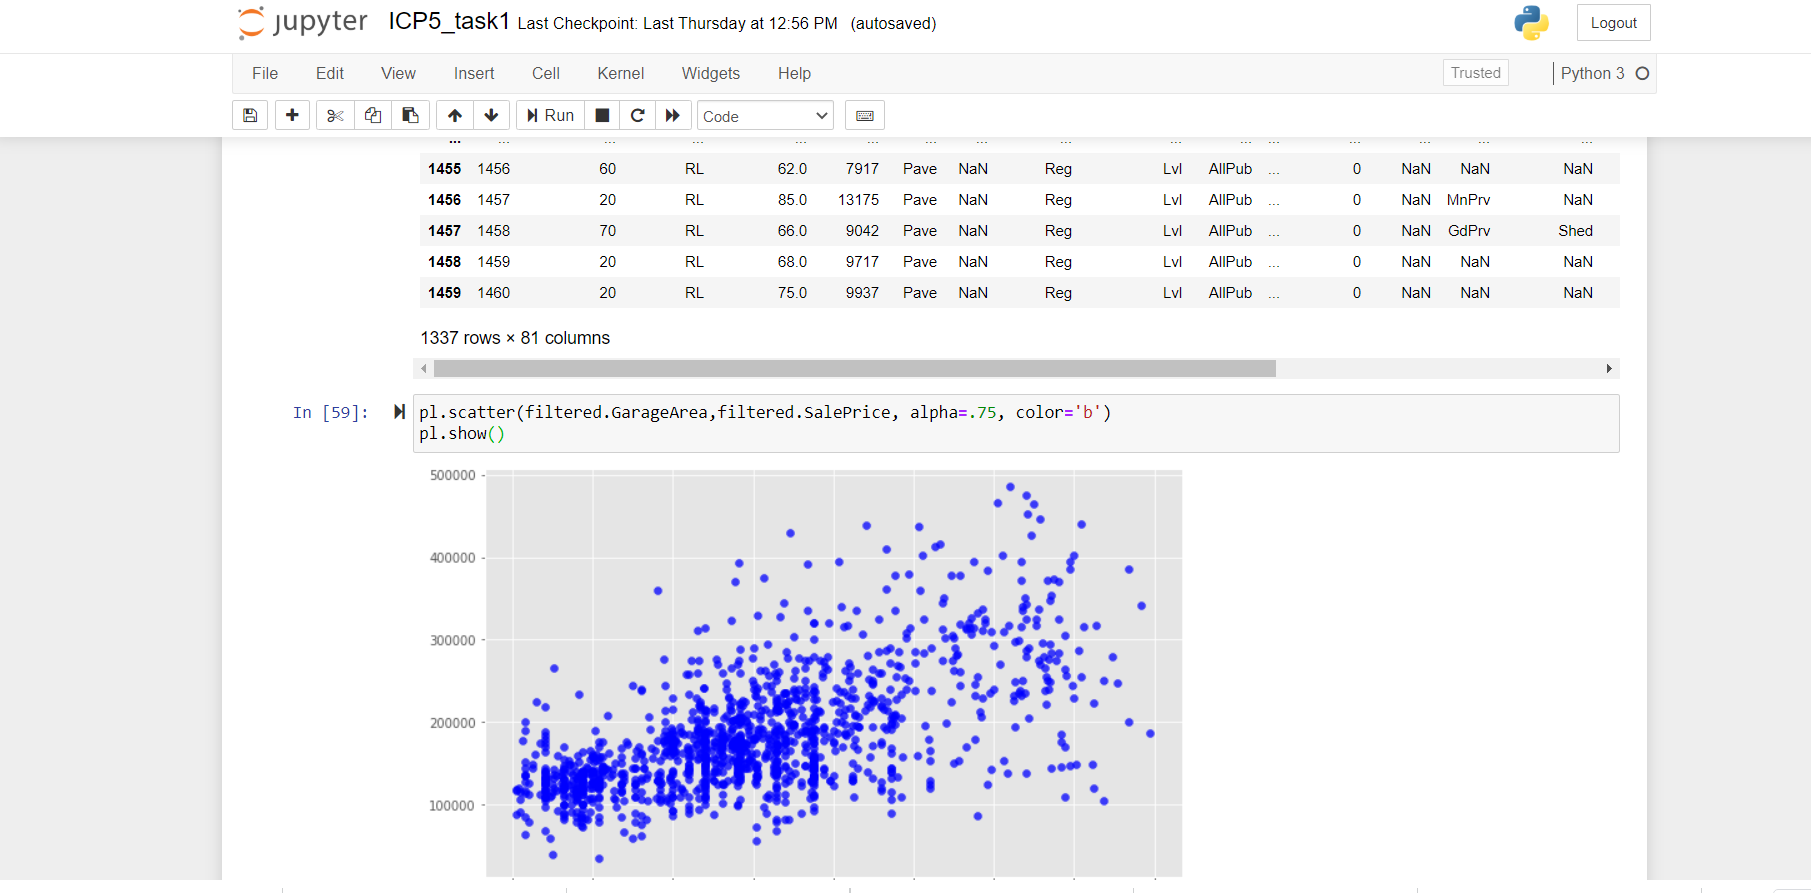 jupyter ICP5_task1 Last Checkpoint: Last Thursday at 12:56 PM (autosaved) Logout
File Edit View Insert Cell Kernel Widgets Help Trusted Python 3
Run Code
... ... ... ... ... ... ... ... ... ... ... ... ... ... ... ...
1455 1456 60 RL 62.0 7917 Pave NaN Reg Lvl AllPub ... 0 NaN NaN NaN
1456 1457 20 RL 85.0 13175 Pave NaN Reg Lvl AllPub ... 0 NaN MnPrv NaN
1457 1458 70 RL 66.0 9042 Pave NaN Reg Lvl AllPub ... 0 NaN GdPrv Shed
1458 1459 20 RL 68.0 9717 Pave NaN Reg Lvl AllPub ... 0 NaN NaN NaN
1459 1460 20 RL 75.0 9937 Pave NaN Reg Lvl AllPub ... 0 NaN NaN NaN
1337 rows × 81 columns
In [59]: pl.scatter(filtered.GarageArea,filtered.SalePrice, alpha=.75, color='b')
pl.show()
500000
400000
300000
200000
100000